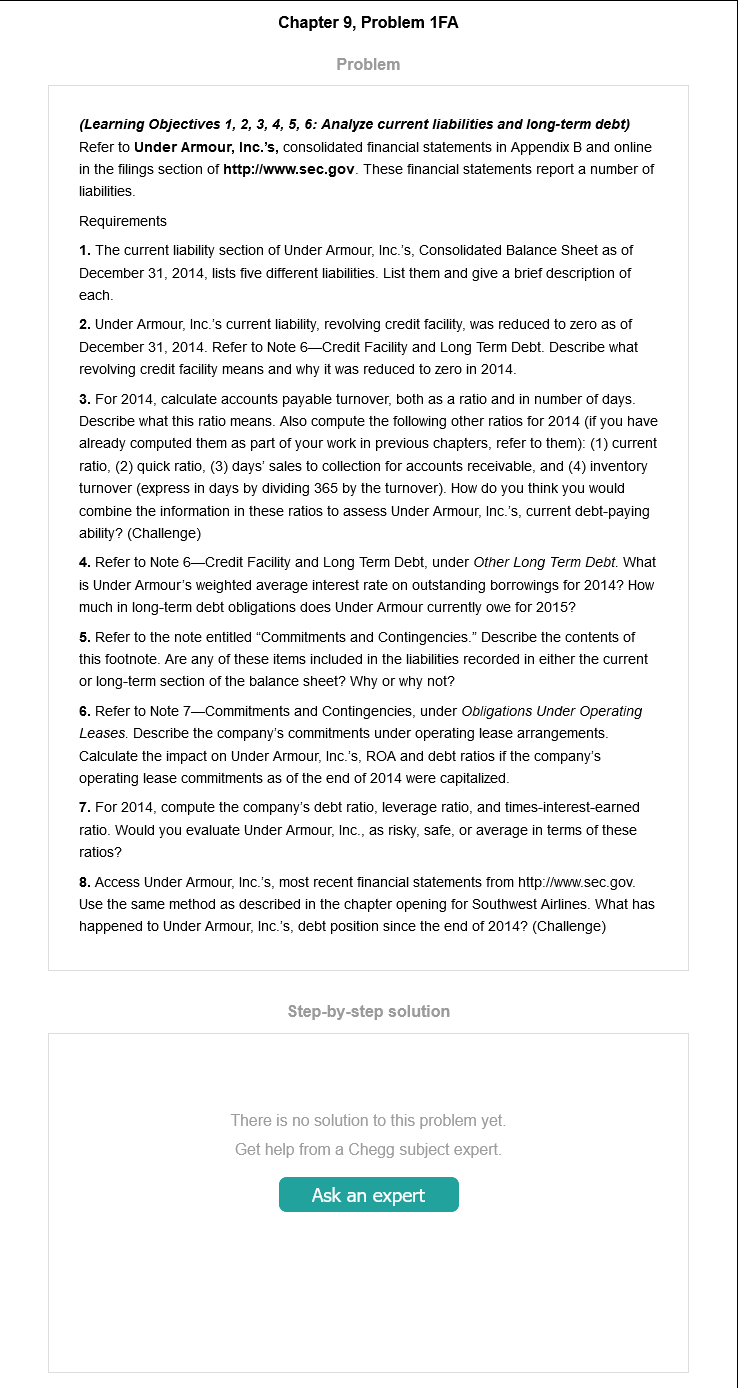 Chapter 9, Problem 1FA
Problem
(Learning Objectives 1, 2, 3, 4, 5, 6: Analyze current liabilities and long-term debt)
Refer to Under Armour, Inc.’s, consolidated financial statements in Appendix B and online
in the filings section of http://www.sec.gov. These financial statements report a number of
liabilities.
Requirements
1. The current liability section of Under Armour, Inc.’s, Consolidated Balance Sheet as of
December 31, 2014, lists five different liabilities. List them and give a brief description of
each.
2. Under Armour, Inc.’s current liability, revolving credit facility, was reduced to zero as of
December 31, 2014. Refer to Note 6—Credit Facility and Long Term Debt. Describe what
revolving credit facility means and why it was reduced to zero in 2014.
3. For 2014, calculate accounts payable turnover, both as a ratio and in number of days.
Describe what this ratio means. Also compute the following other ratios for 2014 (if you have
already computed them as part of your work in previous chapters, refer to them): (1) current
ratio, (2) quick ratio, (3) days’ sales to collection for accounts receivable, and (4) inventory
turnover (express in days by dividing 365 by the turnover). How do you think you would
combine the information in these ratios to assess Under Armour, Inc.’s, current debt-paying
ability? (Challenge)
4. Refer to Note 6—Credit Facility and Long Term Debt, under Other Long Term Debt. What
is Under Armour’s weighted average interest rate on outstanding borrowings for 2014? How
much in long-term debt obligations does Under Armour currently owe for 2015?
5. Refer to the note entitled “Commitments and Contingencies.” Describe the contents of
this footnote. Are any of these items included in the liabilities recorded in either the current
or long-term section of the balance sheet? Why or why not?
6. Refer to Note 7—Commitments and Contingencies, under Obligations Under Operating
Leases. Describe the company’s commitments under operating lease arrangements.
Calculate the impact on Under Armour, Inc.’s, ROA and debt ratios if the company’s
operating lease commitments as of the end of 2014 were capitalized.
7. For 2014, compute the company’s debt ratio, leverage ratio, and times-interest-earned
ratio. Would you evaluate Under Armour, Inc., as risky, safe, or average in terms of these
ratios?
8. Access Under Armour, Inc.’s, most recent financial statements from http://www.sec.gov.
Use the same method as described in the chapter opening for Southwest Airlines. What has
happened to Under Armour, Inc.’s, debt position since the end of 2014? (Challenge)
Step-by-step solution
There is no solution to this problem yet.
Get help from a Chegg subject expert.
Ask an expert